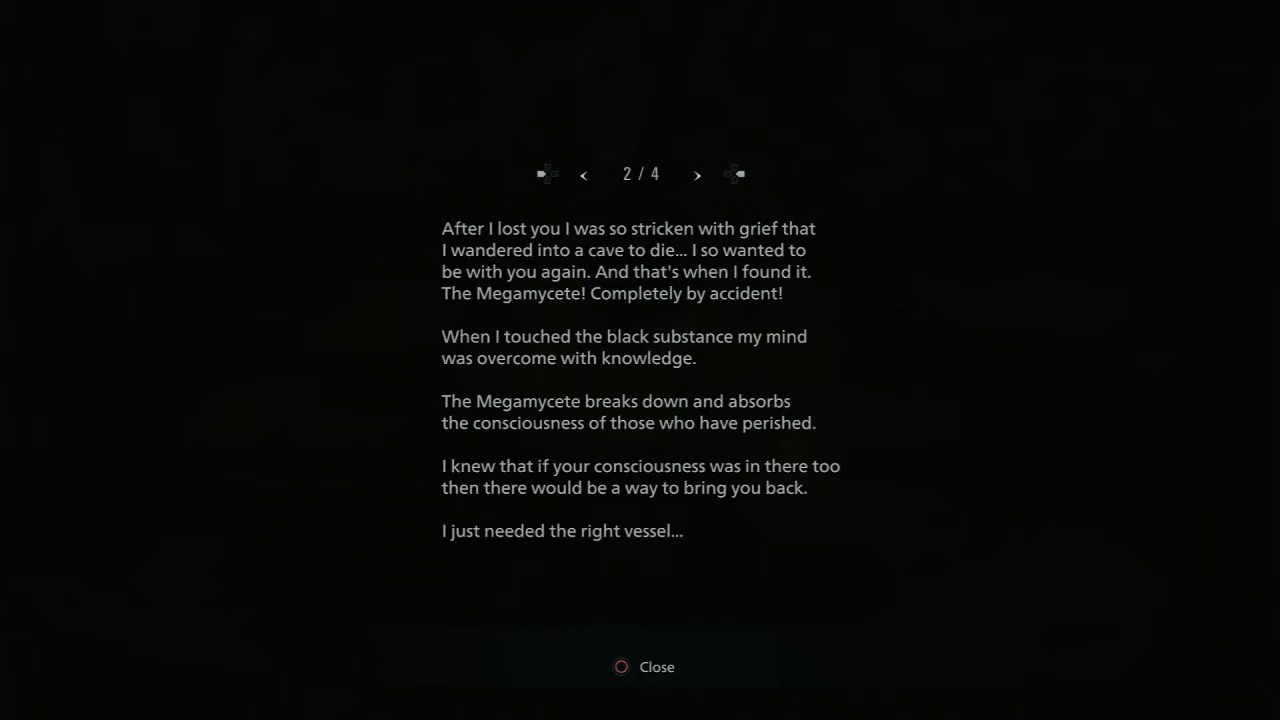 2 / 4
After I lost you I was so stricken with grief that
I wandered into a cave to die... I so wanted to
be with you again. And that's when I found it.
The Megamycete! Completely by accident!
When I touched the black substance my mind
was overcome with knowledge.
The Megamycete breaks down and absorbs
the consciousness of those who have perished.
I knew that if your consciousness was in there too
then there would be a way to bring you back.
I just needed the right vessel...
Close